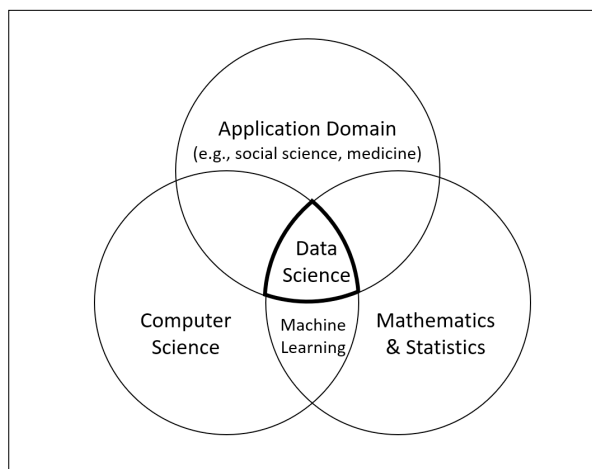 Application Domain
(e.g., social science, medicine)
Data
Science
Computer
Science
Machine
Learning
Mathematics
& Statistics